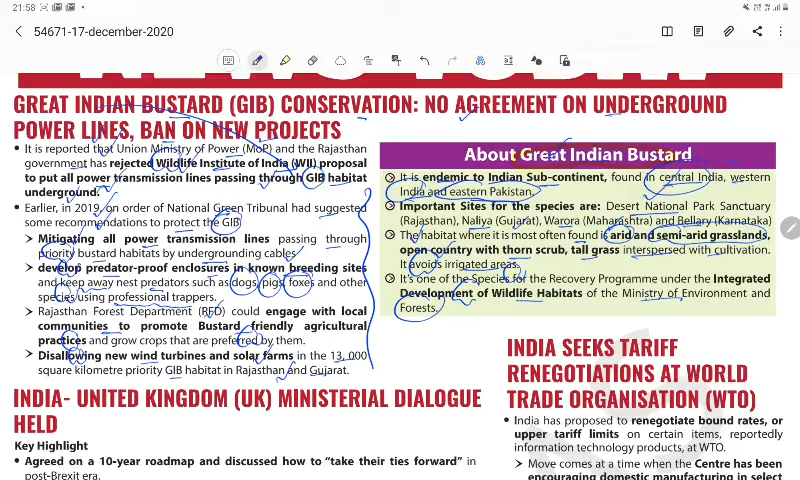 21:58
54671-17-december-2020
GREAT INDIAN BUSTARD (GIB) CONSERVATION: NO AGREEMENT ON UNDERGROUND
POWER LINES, BAN ON NEW PROJECTS
It is reported that Union Ministry of Power (MoP) and the Rajasthan
government has rejected Wildlife Institute of India (WII) proposal
to put all power transmission lines passing through GIB habitat
underground.
Earlier, in 2019, on order of National Green Tribunal had suggested
some recommendations to protect the GIB
Mitigating all power transmission lines passing through
priority bustard habitats by undergrounding cables
develop predator-proof enclosures in known breeding sites
and keep away nest predators such as dogs, pigs, foxes and other
species using professional trappers.
Rajasthan Forest Department (RFD) could engage with local
communities to promote Bustard friendly agricultural
practices and grow crops that are preferred by them.
Disallowing new wind turbines and solar farms in the 13, 000
square kilometre priority GIB habitat in Rajasthan and Gujarat.
About Great Indian Bustard
It is endemic to Indian Sub-continent, found in central India, western
India and eastern Pakistan.
Important Sites for the species are: Desert National Park Sanctuary
(Rajasthan), Naliya (Gujarat), Warora (Maharashtra) and Bellary (Karnataka)
The habitat where it is most often found is arid and semi-arid grasslands,
open country with thorn scrub, tall grass interspersed with cultivation.
It avoids irrigated areas.
It's one of the Species for the Recovery Programme under the Integrated
Development of Wildlife Habitats of the Ministry of Environment and
Forests.
INDIA- UNITED KINGDOM (UK) MINISTERIAL DIALOGUE
HELD
Key Highlight
Agreed on a 10-year roadmap and discussed how to "take their ties forward" in
post-Brexit era.
INDIA SEEKS TARIFF
RENEGOTIATIONS AT WORLD
TRADE ORGANISATION (WTO)
India has proposed to renegotiate bound rates, or
upper tariff limits on certain items, reportedly
information technology products, at WTO.
Move comes at a time when the Centre has been
encouraging domestic manufacturing in select